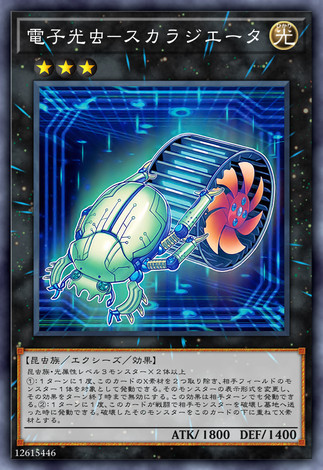 電子光虫－スカラジエータ
光
【昆虫族／エクシーズ／効果】
昆虫族・光属性レベル３モンスター×２体以上
①：１ターンに１度、このカードのX素材を２つ取り除き、相手フィールドのモ
ンスター１体を対象として発動できる。そのモンスターの表示形式を変更し、
その効果をターン終了時まで無効にする。この効果は相手ターンでも発動でき
る。②：１ターンに１度、このカードが戦闘で相手モンスターを破壊し墓地へ送
った時に発動できる。破壊したそのモンスターをこのカードの下に重ねてX素
材とする。
ATK/1800 DEF/1400
12615446